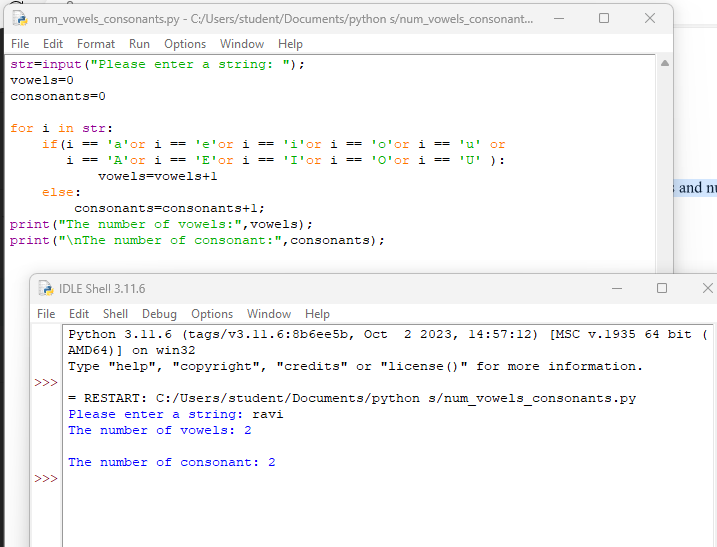 num_vowels_consonants.py - C:/Users/student/Documents/python s/num_vowels_consonant...
File Edit Format Run Options Window Help
str=input("Please enter a string: ");
vowels=0
consonants=0
for i in str:
    if(i == 'a'or i == 'e'or i == 'i'or i == 'o'or i == 'u' or
       i == 'A'or i == 'E'or i == 'I'or i == 'O'or i == 'U' ):
           vowels=vowels+1
    else:
        consonants=consonants+1;
print("The number of vowels:",vowels);
print("\nThe number of consonant:",consonants);
and nu
IDLE Shell 3.11.6
File Edit Shell Debug Options Window Help
Python 3.11.6 (tags/v3.11.6:8b6ee5b, Oct  2 2023, 14:57:12) [MSC v.1935 64 bit (
AMD64)] on win32
Type "help", "copyright", "credits" or "license()" for more information.
>>>
= RESTART: C:/Users/student/Documents/python s/num_vowels_consonants.py
Please enter a string: ravi
The number of vowels: 2
The number of consonant: 2
>>>